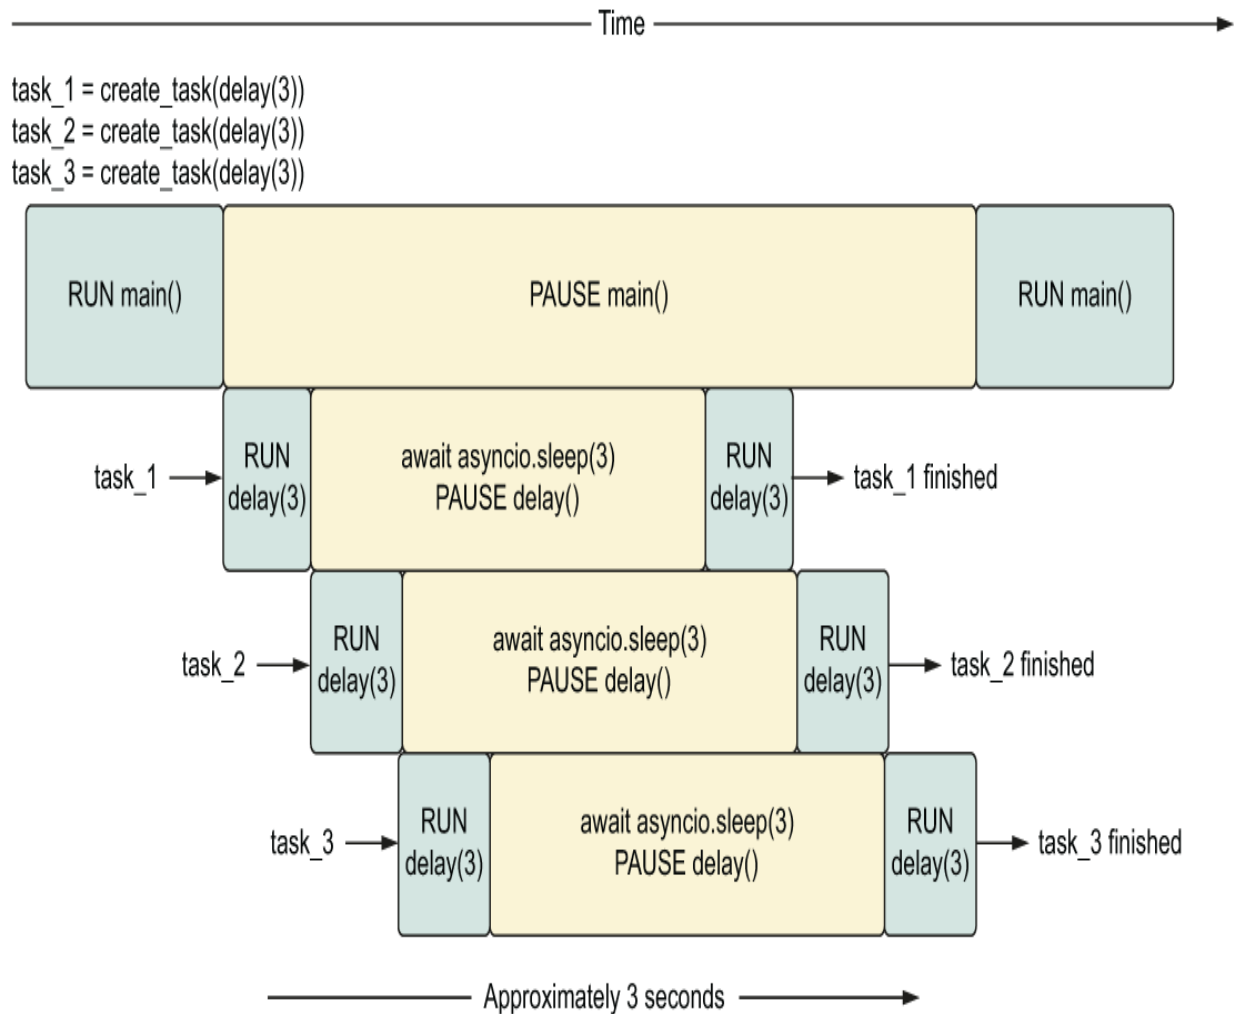 Time
task_1 = create_task(delay(3))
task_2 = create_task(delay(3))
task_3 = create_task(delay(3))
RUN main()
PAUSE main()
RUN main()
task_1
RUN
delay(3)
await asyncio.sleep(3)
PAUSE delay()
RUN
delay(3)
task_1 finished
task_2
RUN
delay(3)
await asyncio.sleep(3)
PAUSE delay()
RUN
delay(3)
task_2 finished
task_3
RUN
delay(3)
await asyncio.sleep(3)
PAUSE delay()
RUN
delay(3)
task_3 finished
Approximately 3 seconds